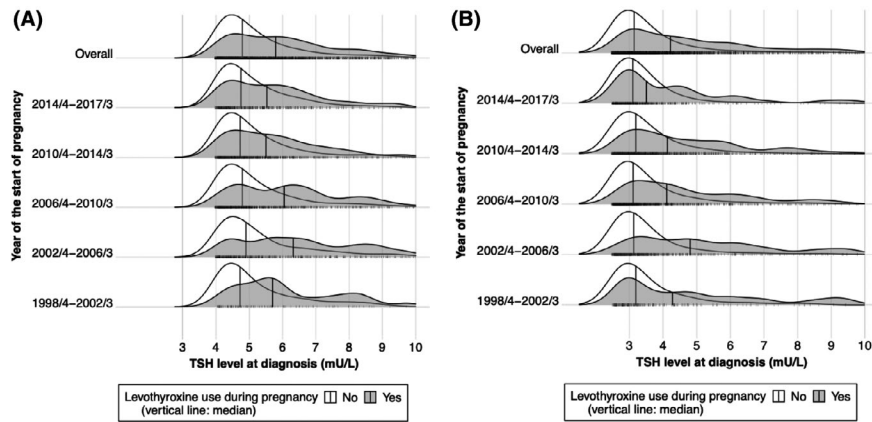 (A)
Year of the start of pregnancy
Overall
2014/4−2017/3
2010/4−2014/3
2006/4−2010/3
2002/4−2006/3
1998/4−2002/3
3 4 5 6 7 8 9 10
TSH level at diagnosis (mU/L)
Levothyroxine use during pregnancy No Yes
(vertical line: median)
(B)
Year of the start of pregnancy
Overall
2014/4−2017/3
2010/4−2014/3
2006/4−2010/3
2002/4−2006/3
1998/4−2002/3
3 4 5 6 7 8 9 10
TSH level at diagnosis (mU/L)
Levothyroxine use during pregnancy No Yes
(vertical line: median)